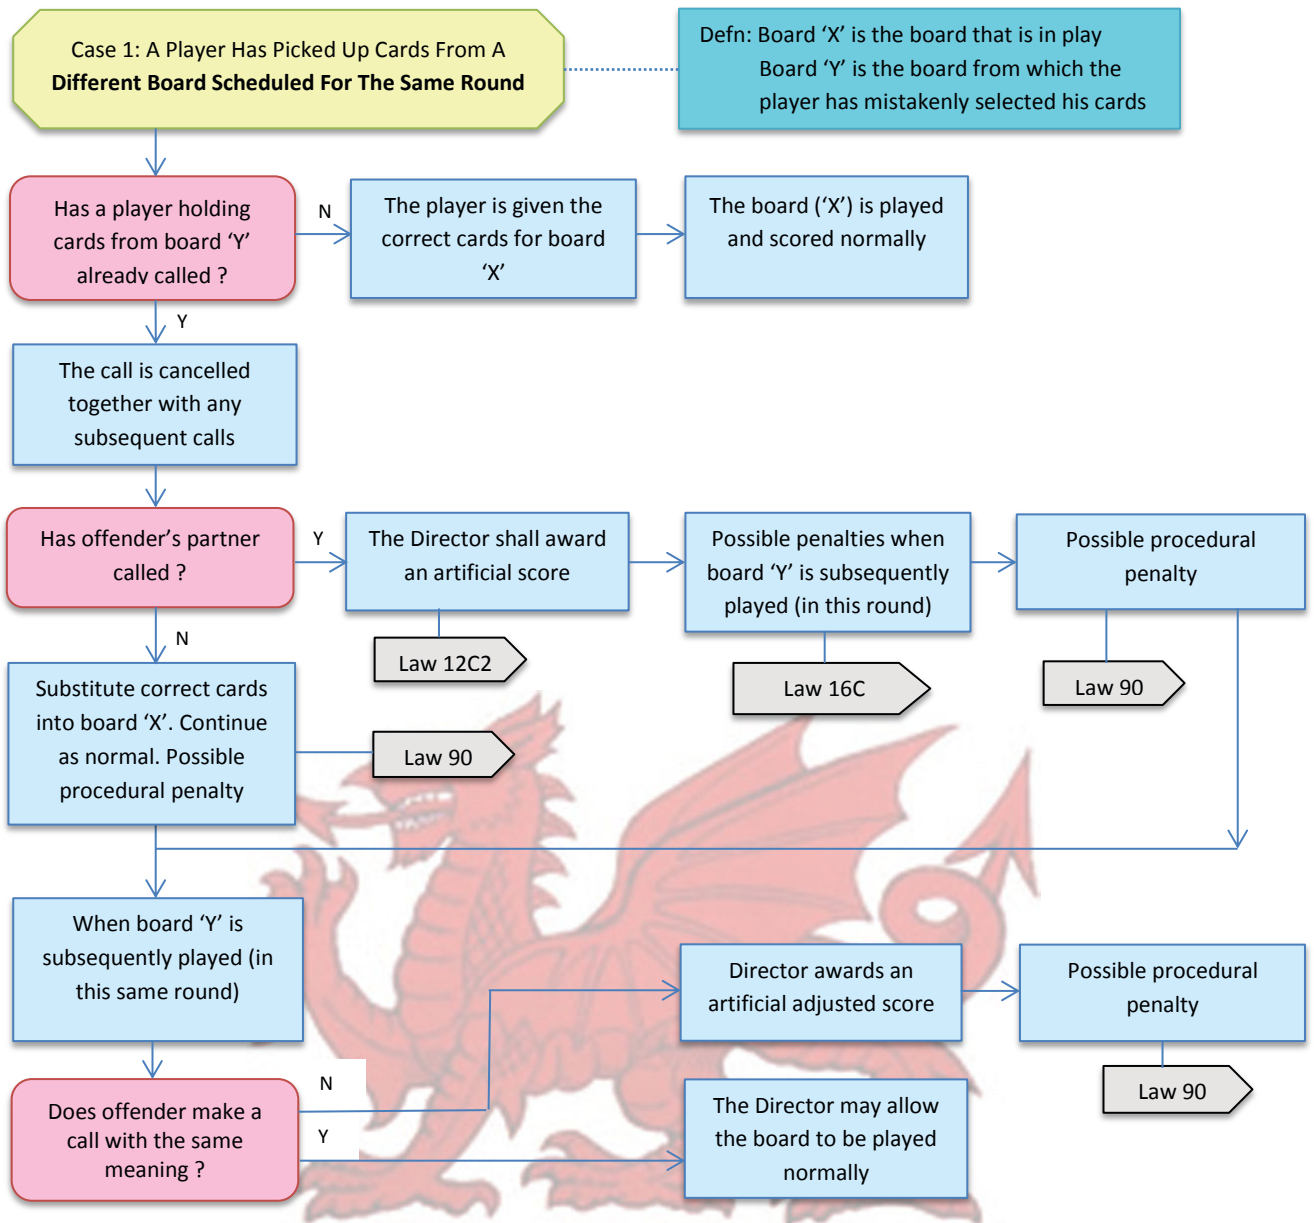 Case 1: A Player Has Picked Up Cards From A
Different Board Scheduled For The Same Round
Defn: Board ‘X’ is the board that is in play
Board ‘Y’ is the board from which the
player has mistakenly selected his cards
Has a player holding
cards from board ‘Y’
already called ?
N
The player is given the
correct cards for board
‘X’
The board (‘X’) is played
and scored normally
Y
The call is cancelled
together with any
subsequent calls
Has offender’s partner
called ?
Y
The Director shall award
an artificial score
Possible penalties when
board ‘Y’ is subsequently
played (in this round)
Possible procedural
penalty
Law 12C2
Law 16C
Law 90
N
Substitute correct cards
into board ‘X’. Continue
as normal. Possible
procedural penalty
Law 90
When board ‘Y’ is
subsequently played (in
this same round)
Director awards an
artificial adjusted score
Possible procedural
penalty
Law 90
Does offender make a
call with the same
meaning ?
N
Y
The Director may allow
the board to be played
normally